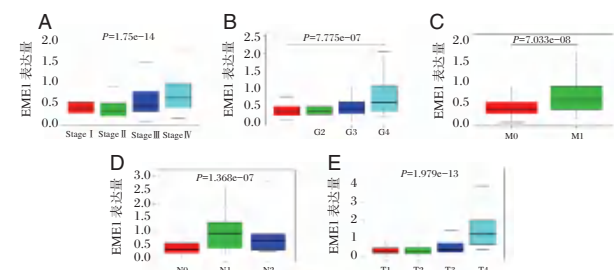 A
P=1.75e-14
EME1 表达量
2.0
1.5
1.0
0.5
0.0
Stage Ⅰ Stage Ⅱ Stage Ⅲ Stage Ⅳ
B
P=7.775e-07
EME1 表达量
2.5
2.0
1.5
1.0
0.5
0.0
G2 G3 G4
C
P=7.033e-08
EME1 表达量
2.0
1.5
1.0
0.5
0.0
M0 M1
D
P=1.368e-07
EME1 表达量
3.0
2.5
2.0
1.5
1.0
0.5
0.0
N0 N1 N2
E
P=1.979e-13
EME1 表达量
4
3
2
1
0
T1 T2 T3 T4